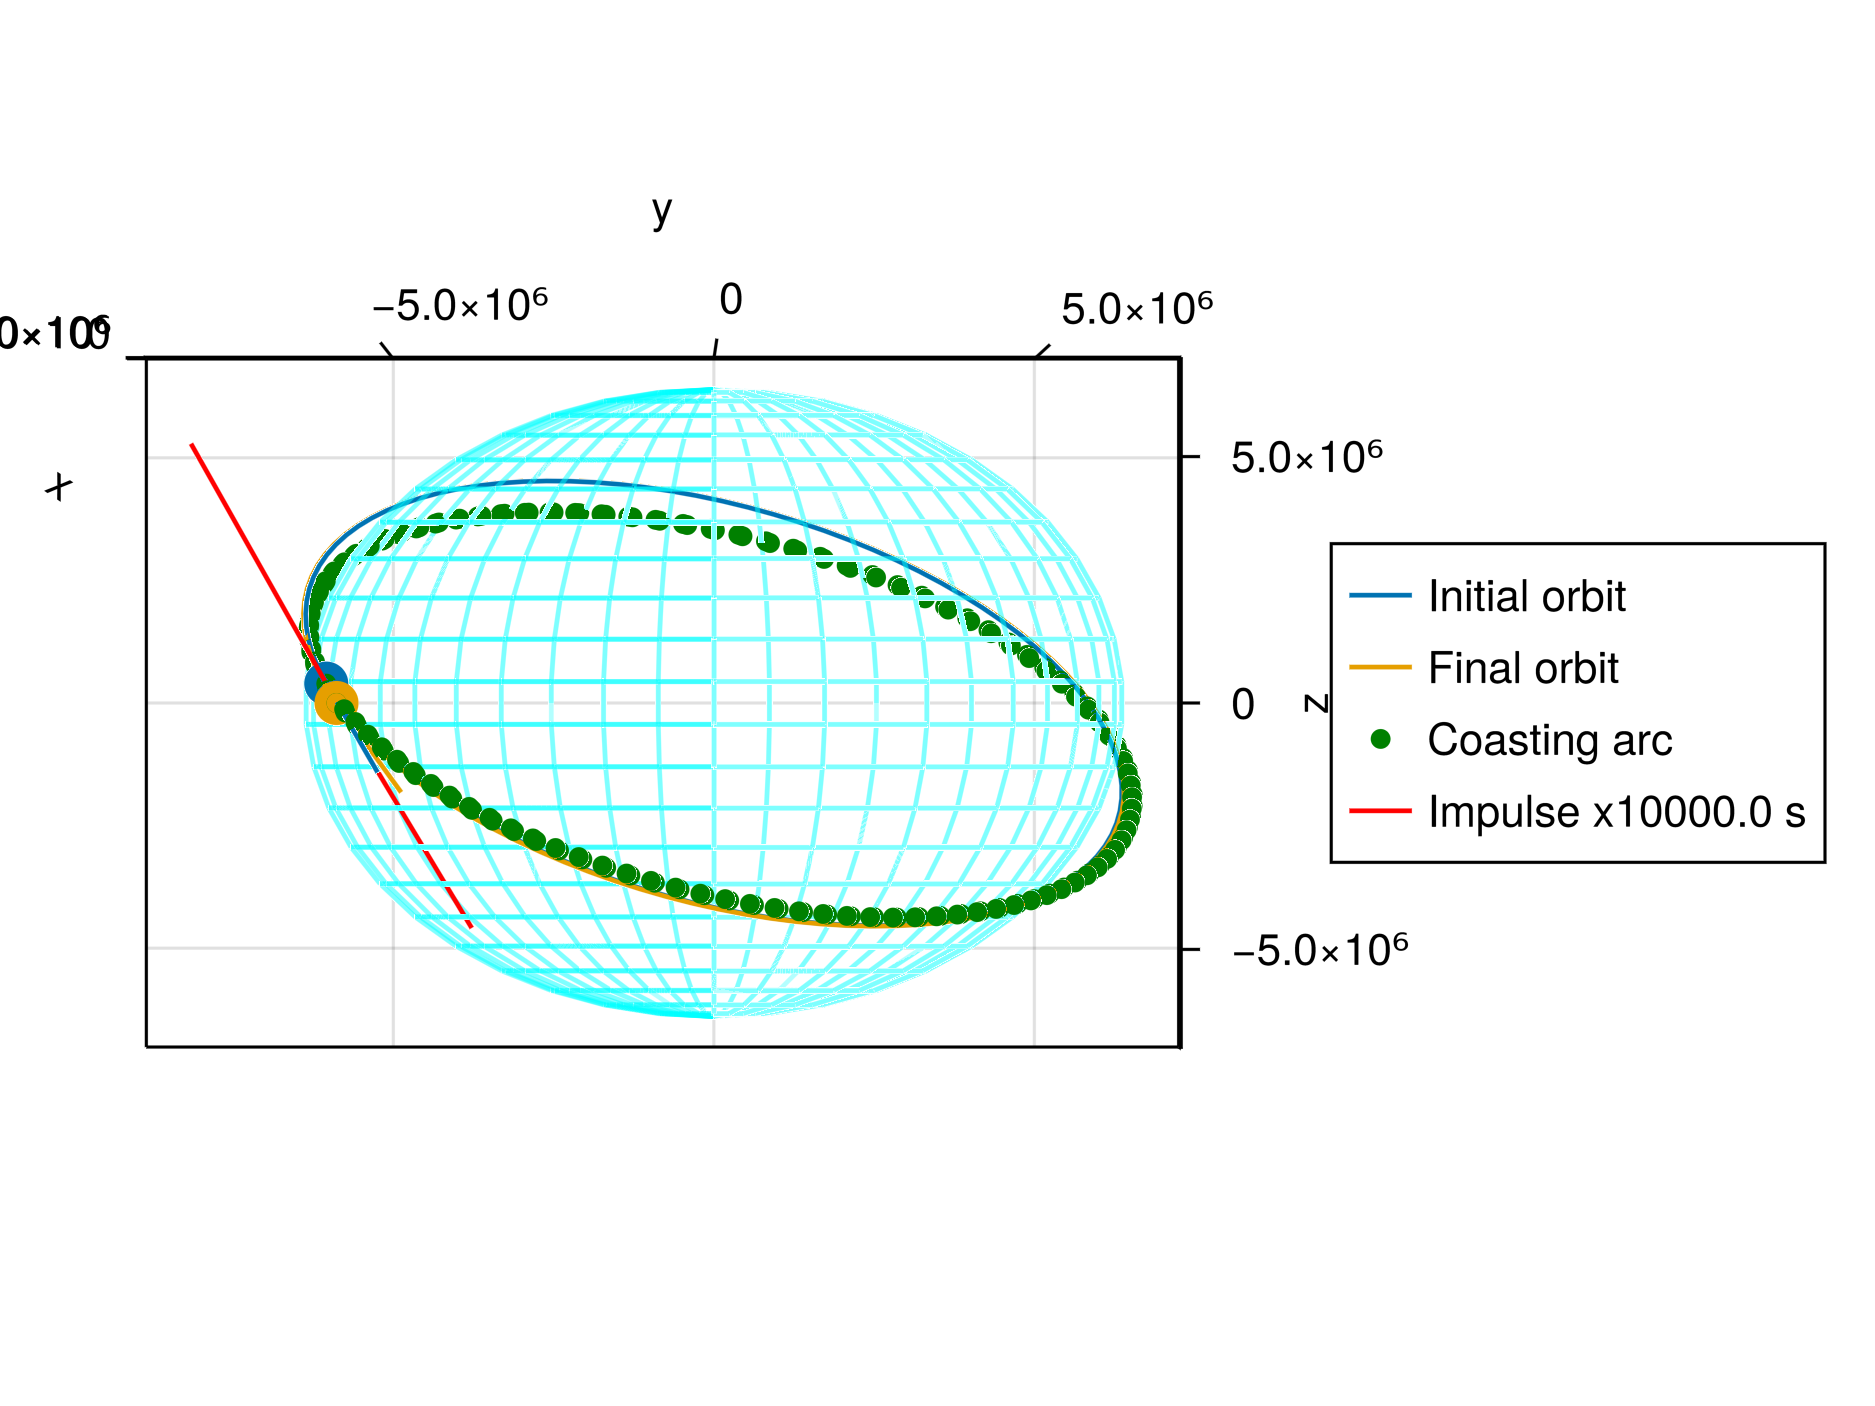 y
−5.0×10⁶
0
5.0×10⁶
x
5.0×10⁶
0
z
−5.0×10⁶
Initial orbit
Final orbit
Coasting arc
Impulse x10000.0 s